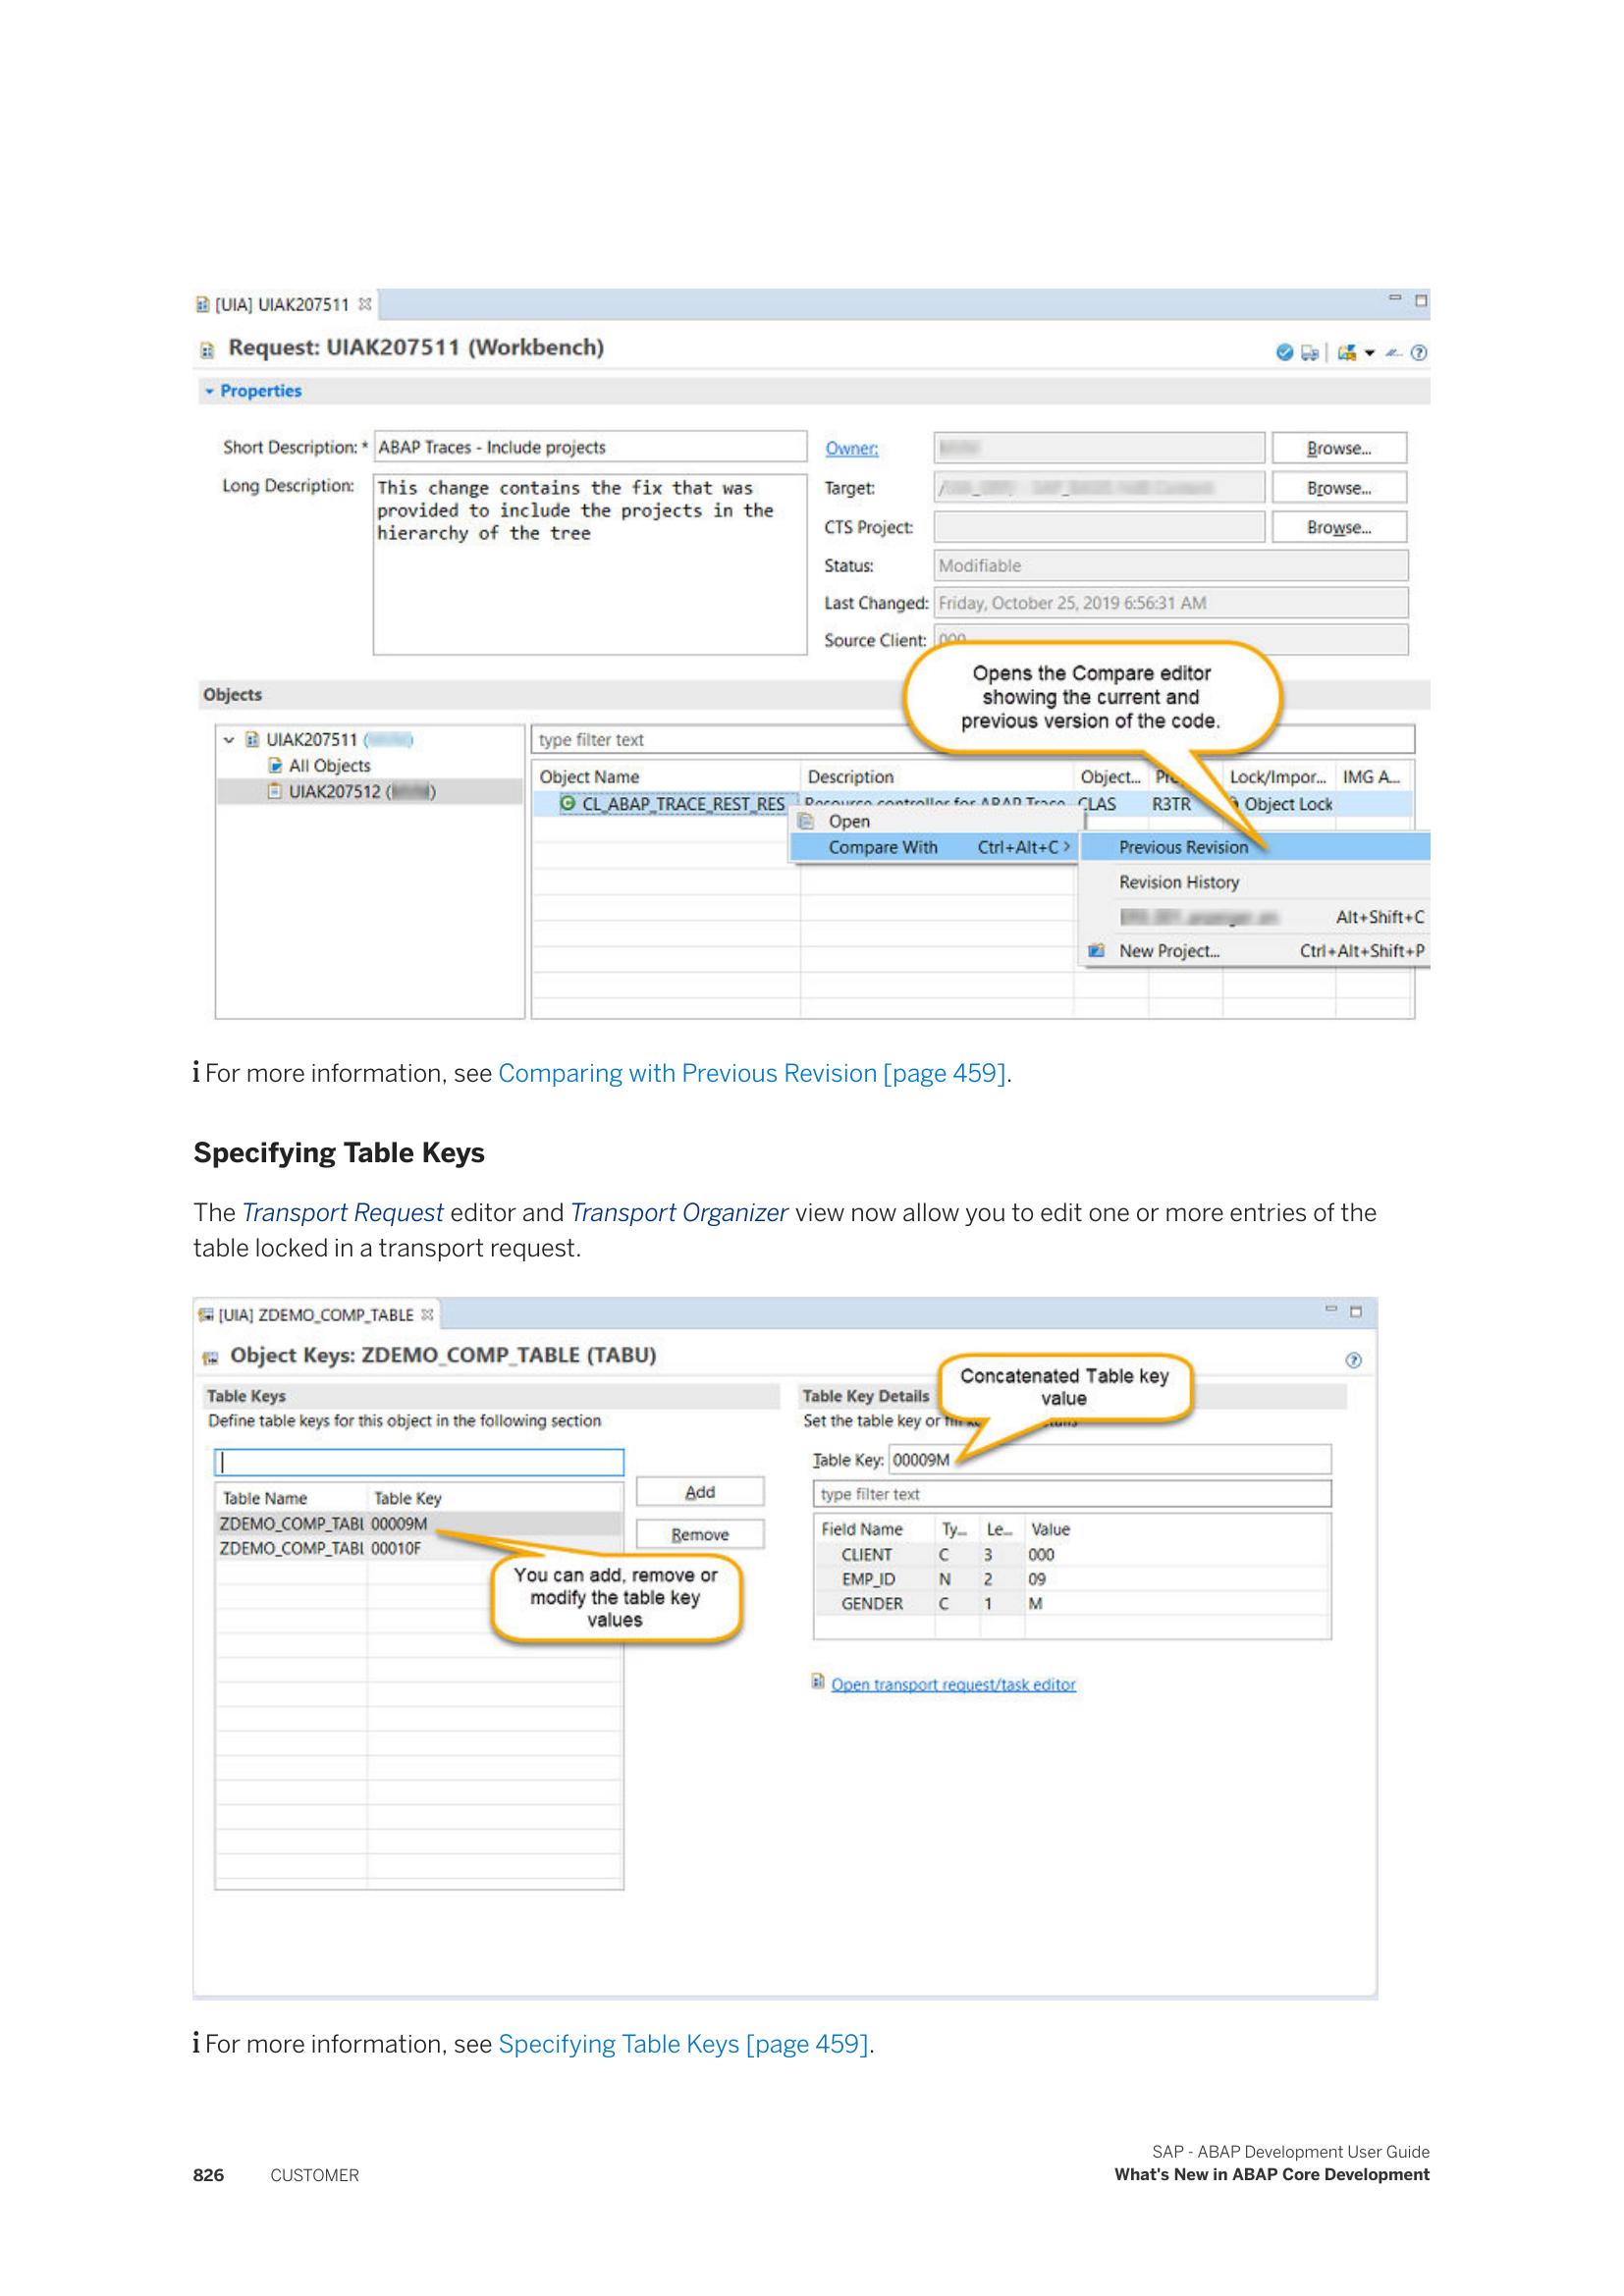 [UIA] UIAK207511
Request: UIAK207511 (Workbench)
Properties
Short Description: * ABAP Traces - Include projects
Long Description: This change contains the fix that was
provided to include the projects in the
hierarchy of the tree
Owner: Browse...
Target: Browse...
CTS Project: Browse...
Status: Modifiable
Last Changed: Friday, October 25, 2019 6:56:31 AM
Source Client: 000
Opens the Compare editor
showing the current and
previous version of the code.
Objects
UIAK207511 (
All Objects
UIAK207512 ( )
type filter text
Object Name Description Object... Lock/Impor... IMG A...
CL_ABAP_TRACE_REST_RES Resource controller for ABAP Trace CLAS R3TR Object Lock
Open
Compare With Ctrl+Alt+C >
Previous Revision
Revision History
Alt+Shift+C
New Project... Ctrl+Alt+Shift+P
i For more information, see Comparing with Previous Revision [page 459].
Specifying Table Keys
The Transport Request editor and Transport Organizer view now allow you to edit one or more entries of the
table locked in a transport request.
[UIA] ZDEMO_COMP_TABLE
Object Keys: ZDEMO_COMP_TABLE (TABU)
Table Keys
Define table keys for this object in the following section
Table Name Table Key
ZDEMO_COMP_TABL 00009M
ZDEMO_COMP_TABL 00010F
Add
Remove
You can add, remove or
modify the table key
values
Table Key Details
Concatenated Table key
value
Set the table key or
Table Key: 00009M
type filter text
Field Name Ty... Le... Value
CLIENT C 3 000
EMP_ID N 2 09
GENDER C 1 M
Open transport request/task editor
i For more information, see Specifying Table Keys [page 459].
826 CUSTOMER
SAP - ABAP Development User Guide
What's New in ABAP Core Development